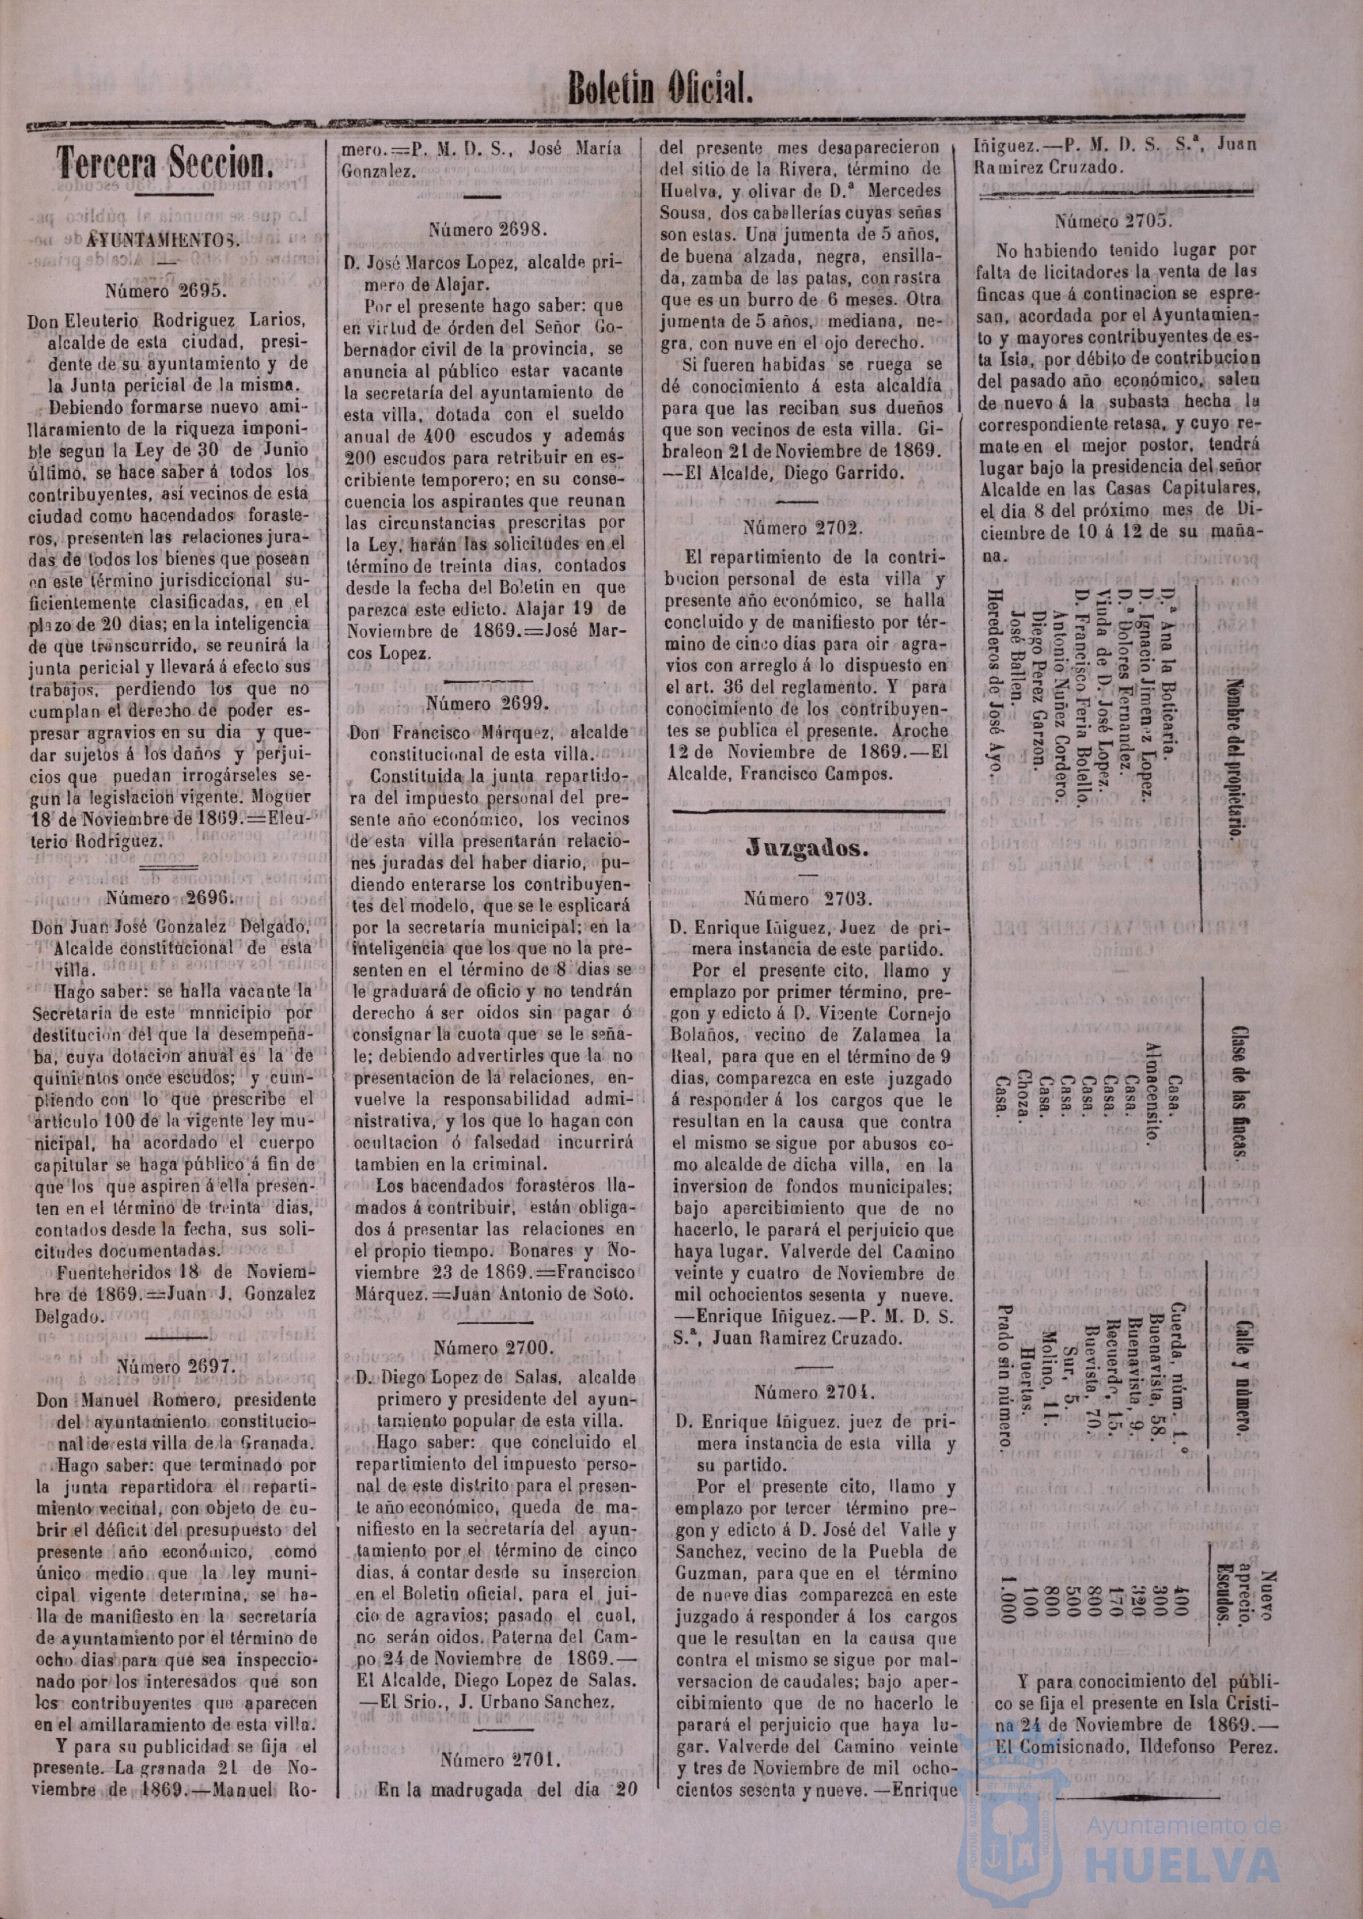 Boletin Oficial.
Tercera Seccion.
AYUNTAMIENTOS.
Número 2695.
Don Eleuterio Rodriguez Larios,
alcalde de esta ciudad, presi-
dente de su ayuntamiento y de
la Junta pericial de la misma.
Debiendo formarse nuevo ami-
llaramiento de la riqueza imponi-
ble segun la Ley de 30 de Junio
último, se hace saber á todos los
contribuyentes, asi vecinos de esta
ciudad como hacendados foraste-
ros, presenten las relaciones jura-
das de todos los bienes que posean
en este término jurisdiccional su-
ficientemente clasificadas, en el
plazo de 20 dias; en la inteligencia
de que transcurrido, se reunirá la
junta pericial y llevará á efecto sus
trabajos, perdiendo los que no
cumplan el derecho de poder es-
presar agravios en su dia y que-
dar sujetos á los daños y perjui-
cios que puedan irrogárseles se-
gun la legislacion vigente. Moguer
18 de Noviembre de 1869.=Eleu-
terio Rodriguez.
Número 2696.
Don Juan José Gonzalez Delgado,
Alcalde constitucional de esta
villa.
Hago saber: se halla vacante la
Secretaria de este mnnicipio por
destitucion del que la desempeña-
ba, cuya dotacion anual es la de
quinientos once escudos; y cum-
pliendo con lo que prescribe el
artículo 100 de la vigente ley mu-
nicipal, ha acordado el cuerpo
capitular se haga público á fin de
que los que aspiren á ella presen-
ten en el término de treinta dias,
contados desde la fecha, sus soli-
citudes documentadas.
Fuenteheridos 18 de Noviem-
bre de 1869.=Juan J. Gonzalez
Delgado.
Número 2697.
Don Manuel Romero, presidente
del ayuntamiento constitucio-
nal de esta villa de la Granada.
Hago saber: que terminado por
la junta repartidora el reparti-
miento vecinal, con objeto de cu-
brir el déficit del presupuesto del
presente año económico, como
único medio que la ley muni-
cipal vigente determina, se ha-
lla de manifiesto en la secretaría
de ayuntamiento por el término de
ocho dias para que sea inspeccio-
nado por los interesados que son
los contribuyentes que aparecen
en el amillaramiento de esta villa.
Y para su publicidad se fija el
presente. La granada 21 de No-
viembre de 1869.—Manuel Ro-
mero.=P. M. D. S., José María
Gonzalez.
Número 2698.
D. José Marcos Lopez, alcalde pri-
mero de Alajar.
Por el presente hago saber: que
en virtud de órden del Señor Go-
bernador civil de la provincia, se
anuncia al público estar vacante
la secretaría del ayuntamiento de
esta villa, dotada con el sueldo
anual de 400 escudos y además
200 escudos para retribuir en es-
cribiente temporero; en su conse-
cuencia los aspirantes que reunan
las circunstancias prescritas por
la Ley, harán las solicitudes en el
término de treinta dias, contados
desde la fecha del Boletin en que
parezca este edicto. Alajar 19 de
Noviembre de 1869.=José Mar-
cos Lopez.
Número 2699.
Don Francisco Márquez, alcalde
constitucional de esta villa.
Constituida la junta repartido-
ra del impuesto personal del pre-
sente año económico, los vecinos
de esta villa presentarán relacio-
nes juradas del haber diario, pu-
diendo enterarse los contribuyen-
tes del modelo, que se le esplicará
por la secretaría municipal; en la
inteligencia que los que no la pre-
senten en el término de 8 dias se
le graduará de oficio y no tendrán
derecho á ser oidos sin pagar ó
consignar la cuota que se le seña-
le; debiendo advertirles que la no
presentacion de la relaciones, en-
vuelve la responsabilidad admi-
nistrativa, y los que lo hagan con
ocultacion ó falsedad incurrirá
tambien en la criminal.
Los hacendados forasteros lla-
mados á contribuir, están obliga-
dos á presentar las relaciones en
el propio tiempo. Bonares y No-
viembre 23 de 1869.=Francisco
Márquez.=Juan Antonio de Soto.
Número 2700.
D. Diego Lopez de Salas, alcalde
primero y presidente del ayun-
tamiento popular de esta villa.
Hago saber: que concluido el
repartimiento del impuesto perso-
nal de este distrito para el presen-
te año económico, queda de ma-
nifiesto en la secretaría del ayun-
tamiento por el término de cinco
dias, á contar desde su insercion
en el Boletin oficial, para el jui-
cio de agravios; pasado el cual,
no serán oidos. Paterna del Cam-
po 24 de Noviembre de 1869.—
El Alcalde, Diego Lopez de Salas.
—El Srio., J. Urbano Sanchez.
Número 2701.
En la madrugada del dia 20
del presente mes desaparecieron
del sitio de la Rivera, término de
Huelva, y olivar de D.ª Mercedes
Sousa, dos caballerías cuyas señas
son estas. Una jumenta de 5 años,
de buena alzada, negra, ensilla-
da, zamba de las patas, con rastra
que es un burro de 6 meses. Otra
jumenta de 5 años, mediana, ne-
gra, con nuve en el ojo derecho.
Si fueren habidas se ruega se
dé conocimiento á esta alcaldía
para que las reciban sus dueños
que son vecinos de esta villa. Gi-
braleon 21 de Noviembre de 1869.
—El Alcalde, Diego Garrido.
Número 2702.
El repartimiento de la contri-
bucion personal de esta villa y
presente año económico, se halla
concluido y de manifiesto por tér-
mino de cinco dias para oir agra-
vios con arreglo á lo dispuesto en
el art. 36 del reglamento. Y para
conocimiento de los contribuyen-
tes se publica el presente. Aroche
12 de Noviembre de 1869.—El
Alcalde, Francisco Campos.
Juzgados.
Número 2703.
D. Enrique Iñiguez, Juez de pri-
mera instancia de este partido.
Por el presente cito, llamo y
emplazo por primer término, pre-
gon y edicto á D. Vicente Cornejo
Bolaños, vecino de Zalamea la
Real, para que en el término de 9
dias, comparezca en este juzgado
á responder á los cargos que le
resultan en la causa que contra
el mismo se sigue por abusos co-
mo alcalde de dicha villa, en la
inversion de fondos municipales;
bajo apercibimiento que de no
hacerlo, le parará el perjuicio que
haya lugar. Valverde del Camino
veinte y cuatro de Noviembre de
mil ochocientos sesenta y nueve.
—Enrique Iñiguez.—P. M. D. S.
S.ª, Juan Ramirez Cruzado.
Número 2704.
D. Enrique Iñiguez. juez de pri-
mera instancia de esta villa y
su partido.
Por el presente cito, llamo y
emplazo por tercer término pre-
gon y edicto á D. José del Valle y
Sanchez, vecino de la Puebla de
Guzman, para que en el término
de nueve dias comparezca en este
juzgado á responder á los cargos
que le resultan en la causa que
contra el mismo se sigue por mal-
versacion de caudales; bajo aper-
cibimiento que de no hacerlo le
parará el perjuicio que haya lu-
gar. Valverde del Camino veinte
y tres de Noviembre de mil ocho-
cientos sesenta y nueve. —Enrique
Iñiguez.—P. M. D. S. S.ª, Juan
Ramirez Cruzado.
Número 2705.
No habiendo tenido lugar por
falta de licitadores la venta de las
fincas que á continacion se espre-
san, acordada por el Ayuntamien-
to y mayores contribuyentes de es-
ta Isia, por débito de contribucion
del pasado año económico, salen
de nuevo á la subasta hecha la
correspondiente retasa, y cuyo re-
mate en el mejor postor, tendrá
lugar bajo la presidencia del señor
Alcalde en las Casas Capitulares,
el dia 8 del próximo mes de Di-
ciembre de 10 á 12 de su maña-
na.
Nombre del propietario. Clase de las fincas. Calle y número. Nuevo aprecio. Escudos.
D.ª Ana la Boticaria. Casa. Cuerda, núm. 1.º 400
D. Ignacio Jimenez Lopez. Almacensito. Buenavista, 58. 300
D.ª Dolores Fernandez. Casa. Buenavista, 9. 320
Viuda de D. José Lopez. Casa. Recuerdo, 15. 170
D. Francisco Feria Botello. Casa. Buevista, 70. 800
Antonio Nuñez Cordero. Casa. Sur, 5. 500
Diego Perez Garzon. Casa. Molino, 11. 800
José Ballen. Choza. Huertas. 100
Herederos de José Ayo. Casa. Prado sin número. 1.000
Y para conocimiento del públi-
co se fija el presente en Isla Cristi-
na 24 de Noviembre de 1869.—
El Comisionado, Ildefonso Perez.
Ayuntamiento de
HUELVA